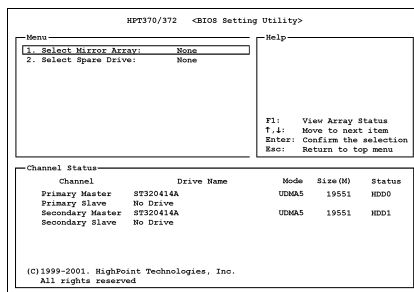 HPT370/372 <BIOS Setting Utility>
Menu
1. Select Mirror Array: None
2. Select Spare Drive: None
Help
F1: View Array Status
↑,↓: Move to next item
Enter: Confirm the selection
Esc: Return to top menu
Channel Status
Channel Drive Name Mode Size(M) Status
Primary Master ST320414A UDMA5 19551 HDD0
Primary Slave No Drive
Secondary Master ST320414A UDMA5 19551 HDD1
Secondary Slave No Drive
(C)1999-2001. HighPoint Technologies, Inc.
All rights reserved